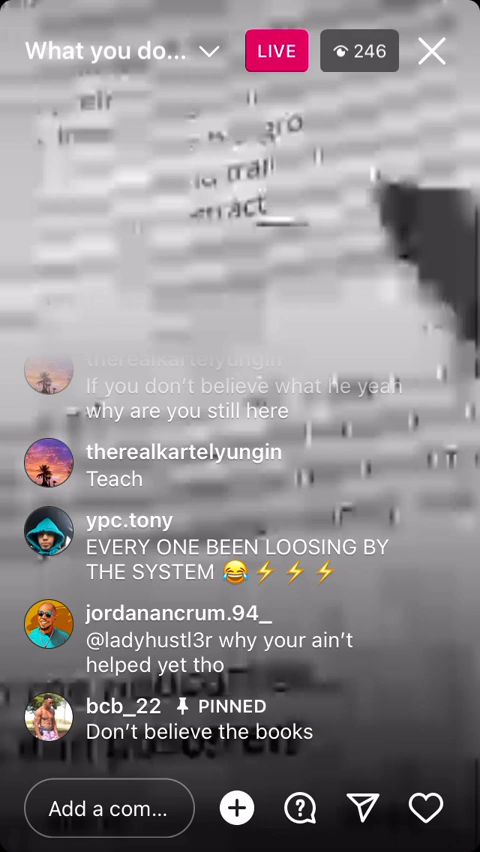 What you do...
LIVE
246
therealkartelyungin
If you don't believe what he yeah
why are you still here
therealkartelyungin
Teach
ypc.tony
EVERY ONE BEEN LOOSING BY
THE SYSTEM 😂⚡⚡⚡
jordanancrum.94_
@ladyhustl3r why your ain't
helped yet tho
bcb_22 PINNED
Don't believe the books
Add a com...